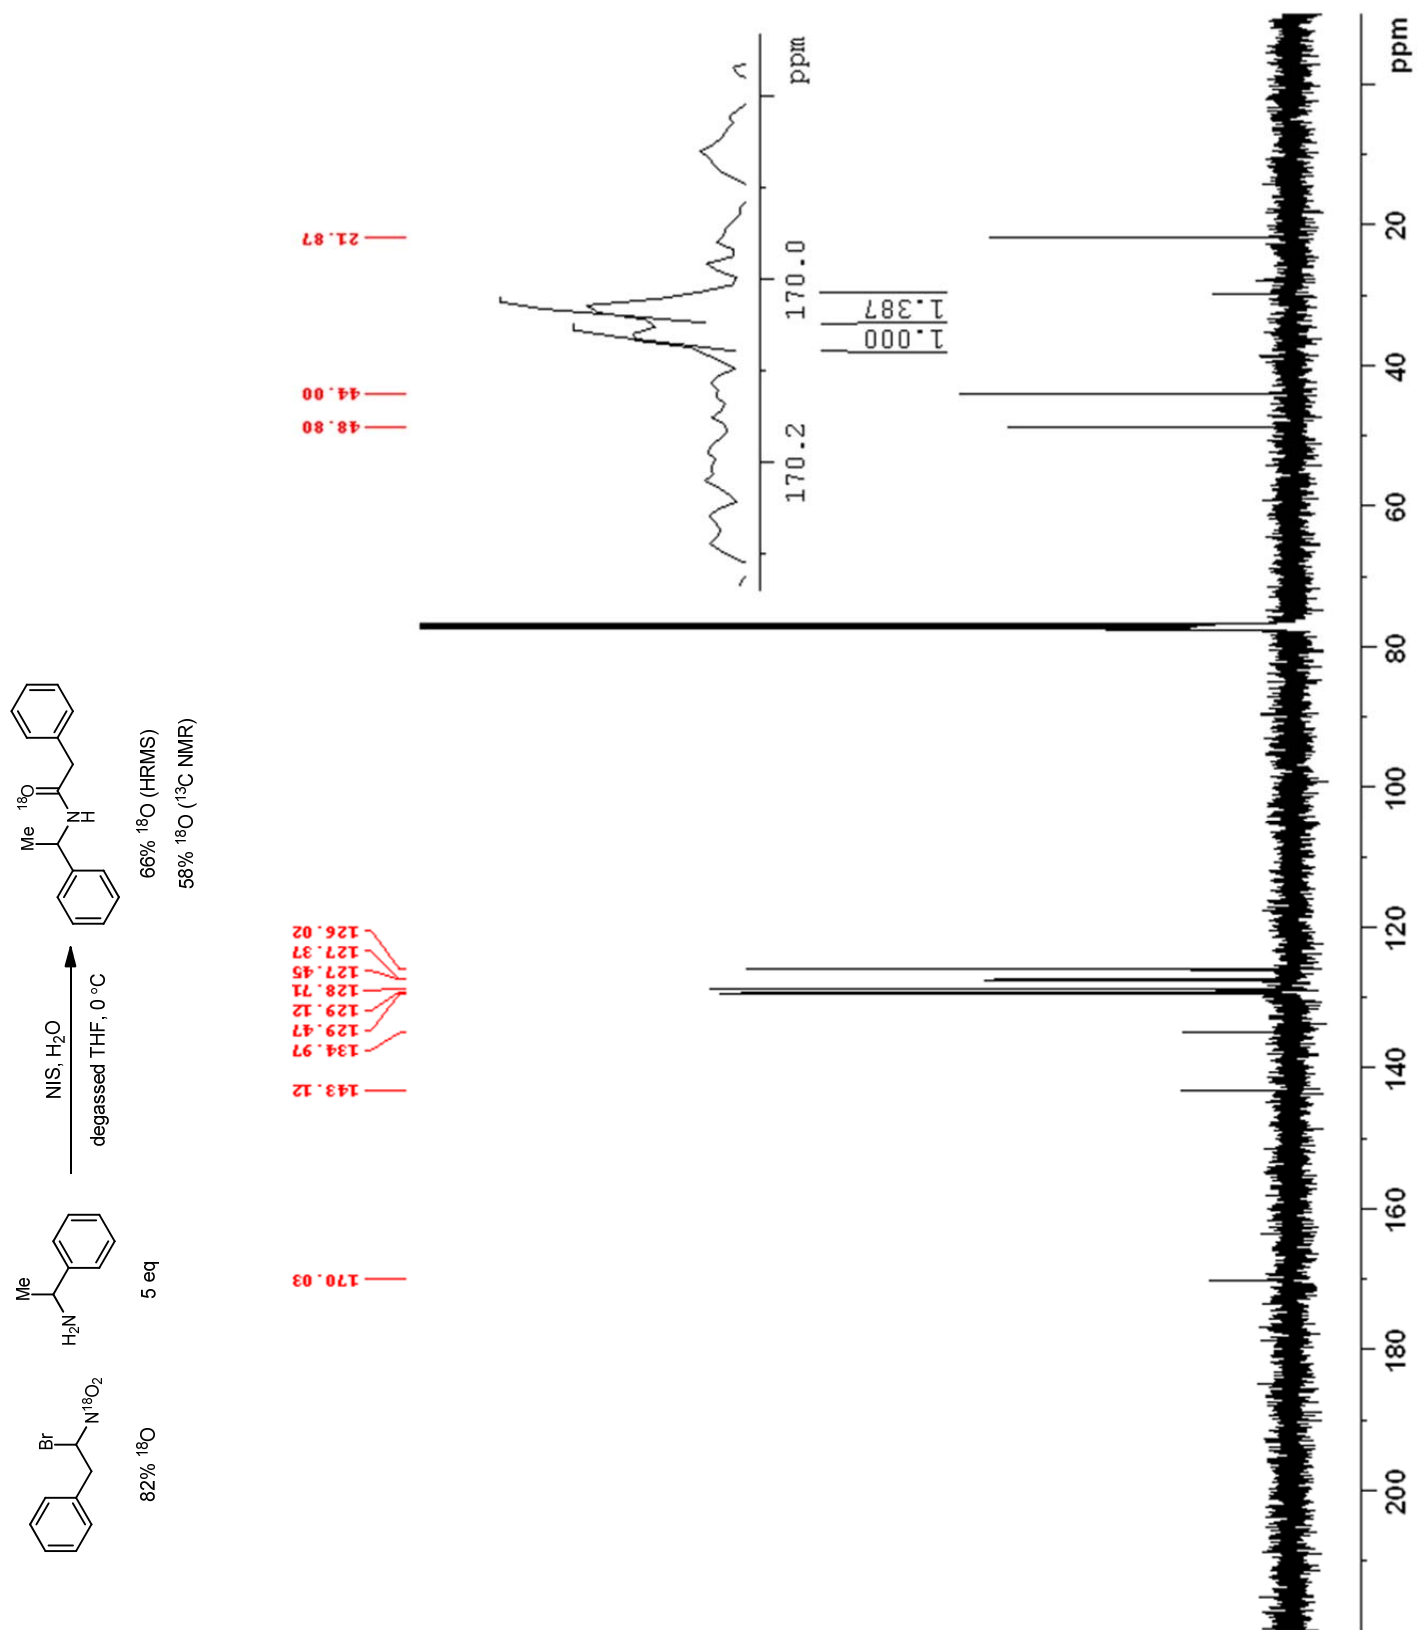 Br
N¹⁸O₂
82% ¹⁸O
Me
H₂N
5 eq
NIS, H₂O
degassed THF, 0 °C
Me
¹⁸O
N
H
66% ¹⁸O (HRMS)
58% ¹⁸O (¹³C NMR)
170.03
143.12
134.97
129.47
129.12
128.71
127.45
127.37
126.02
48.80
44.00
21.87
170.2
170.0
ppm
1.000
1.387
200
180
160
140
120
100
80
60
40
20
ppm